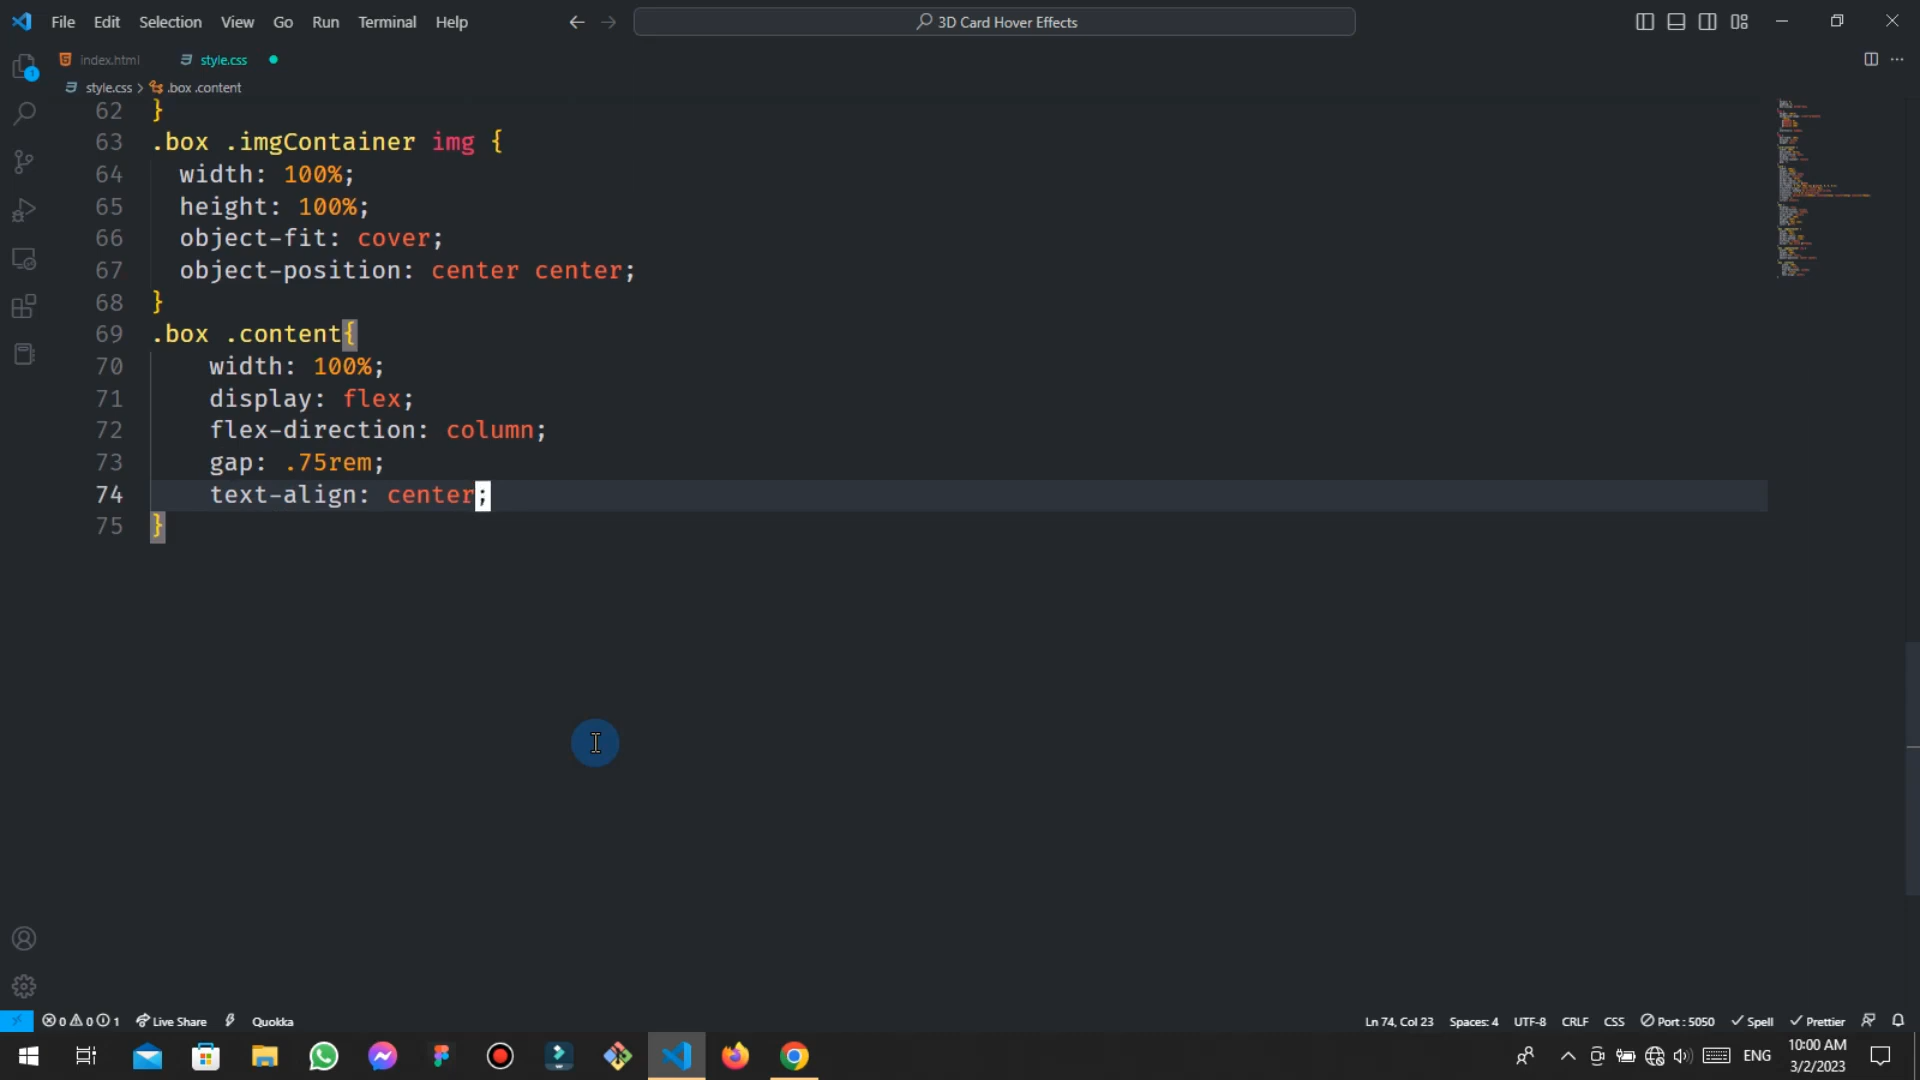 File Edit Selection View Go Run Terminal Help
3D Card Hover Effects
index.html style.css
style.css > .box .content
62 }
63 .box .imgContainer img {
64 width: 100%;
65 height: 100%;
66 object-fit: cover;
67 object-position: center center;
68 }
69 .box .content{
70 width: 100%;
71 display: flex;
72 flex-direction: column;
73 gap: .75rem;
74 text-align: center;
75 }
0 0 1 Live Share Quokka
Ln 74, Col 23 Spaces: 4 UTF-8 CRLF CSS Port : 5050 Spell Prettier
ENG
10:00 AM
3/2/2023